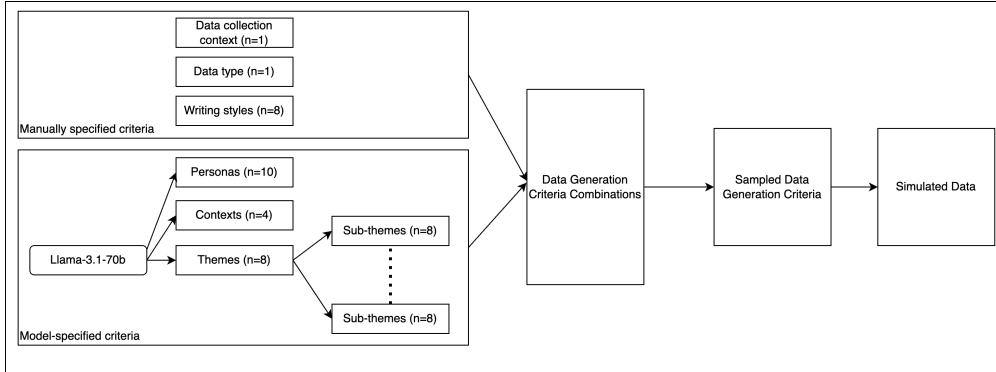 Data collection
context (n=1)
Data type (n=1)
Writing styles (n=8)
Manually specified criteria
Personas (n=10)
Contexts (n=4)
Llama-3.1-70b
Themes (n=8)
Sub-themes (n=8)
Sub-themes (n=8)
Model-specified criteria
Data Generation
Criteria Combinations
Sampled Data
Generation Criteria
Simulated Data